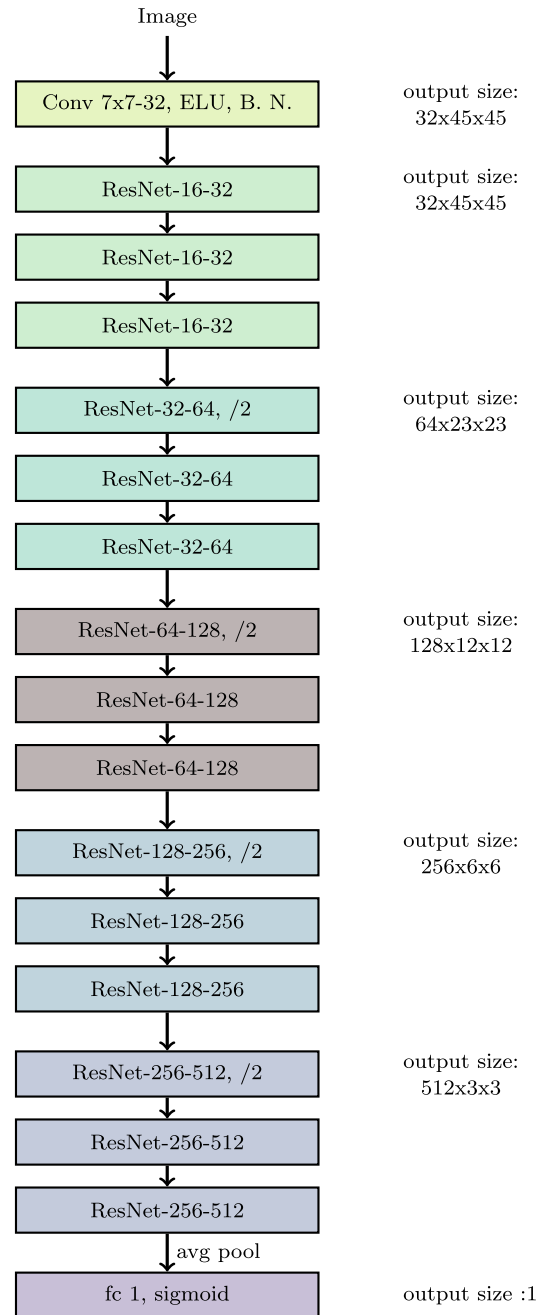 Image
Conv 7x7-32, ELU, B. N.
output size:
32x45x45
ResNet-16-32
output size:
32x45x45
ResNet-16-32
ResNet-16-32
ResNet-32-64, /2
output size:
64x23x23
ResNet-32-64
ResNet-32-64
ResNet-64-128, /2
output size:
128x12x12
ResNet-64-128
ResNet-64-128
ResNet-128-256, /2
output size:
256x6x6
ResNet-128-256
ResNet-128-256
ResNet-256-512, /2
output size:
512x3x3
ResNet-256-512
ResNet-256-512
avg pool
fc 1, sigmoid
output size :1